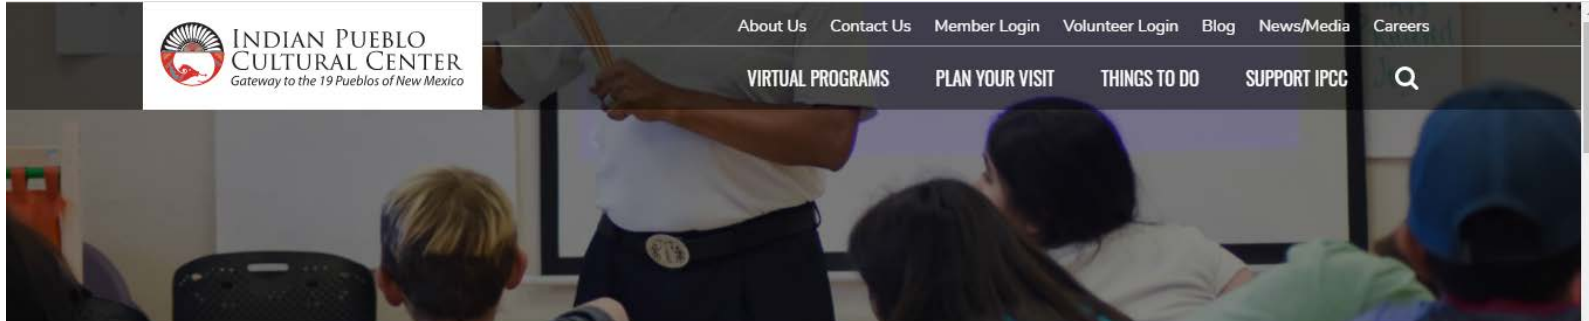 INDIAN PUEBLO
CULTURAL CENTER
Gateway to the 19 Pueblos of New Mexico
About Us Contact Us Member Login Volunteer Login Blog News/Media Careers
VIRTUAL PROGRAMS PLAN YOUR VISIT THINGS TO DO SUPPORT IPCC